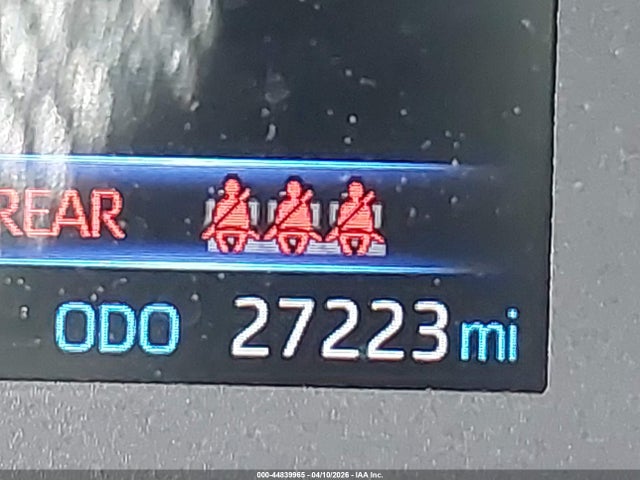 REAR
ODO 27223 mi
000-44839965 - 04/10/2026 - IAA Inc.